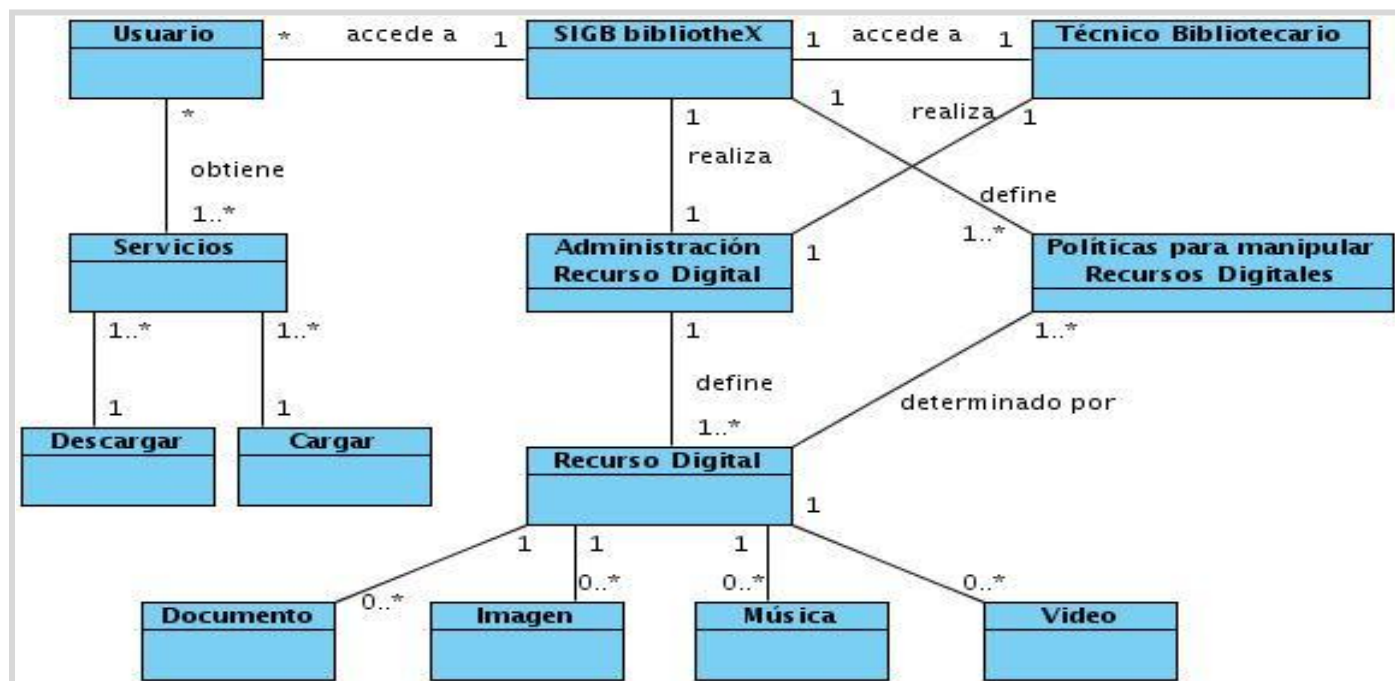 Usuario
*
accede a
1
SIGB bibliotheX
1
accede a
1
Técnico Bibliotecario
*
1
1
realiza
1
obtiene
realiza
define
1..*
1
1
1..*
Servicios
Administración
Recurso Digital
Políticas para manipular
Recursos Digitales
1..*
1..*
1
1..*
define
determinado por
1
1
1..*
Descargar
Cargar
Recurso Digital
1
1
1
1
0..*
0..*
0..*
0..*
Documento
Imagen
Música
Video